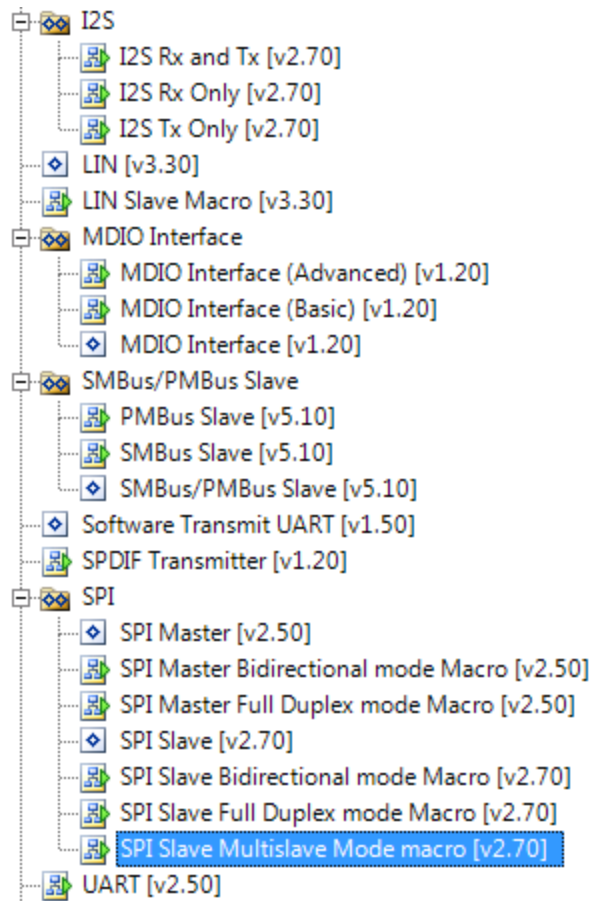 I2S
I2S Rx and Tx [v2.70]
I2S Rx Only [v2.70]
I2S Tx Only [v2.70]
LIN [v3.30]
LIN Slave Macro [v3.30]
MDIO Interface
MDIO Interface (Advanced) [v1.20]
MDIO Interface (Basic) [v1.20]
MDIO Interface [v1.20]
SMBus/PMBus Slave
PMBus Slave [v5.10]
SMBus Slave [v5.10]
SMBus/PMBus Slave [v5.10]
Software Transmit UART [v1.50]
SPDIF Transmitter [v1.20]
SPI
SPI Master [v2.50]
SPI Master Bidirectional mode Macro [v2.50]
SPI Master Full Duplex mode Macro [v2.50]
SPI Slave [v2.70]
SPI Slave Bidirectional mode Macro [v2.70]
SPI Slave Full Duplex mode Macro [v2.70]
SPI Slave Multislave Mode macro [v2.70]
UART [v2.50]